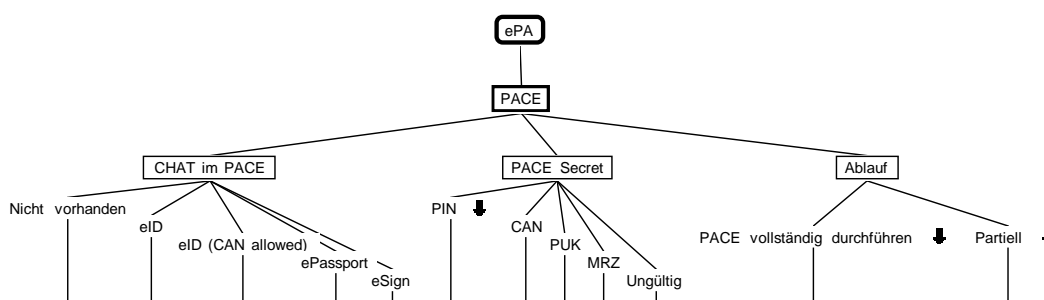 ePA
PACE
CHAT im PACE
PACE Secret
Ablauf
Nicht vorhanden
eID
eID (CAN allowed)
ePassport
eSign
PIN
CAN
PUK
MRZ
Ungültig
PACE vollständig durchführen
Partiell